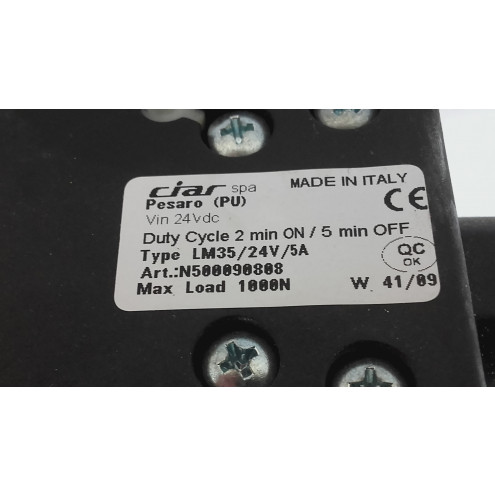 ciar spa MADE IN ITALY
Pesaro (PU) CE
Vin 24Vdc
Duty Cycle 2 min ON / 5 min OFF
Type LM35/24V/5A QC
Art.:N500090808 OK
Max Load 1000N W 41/09